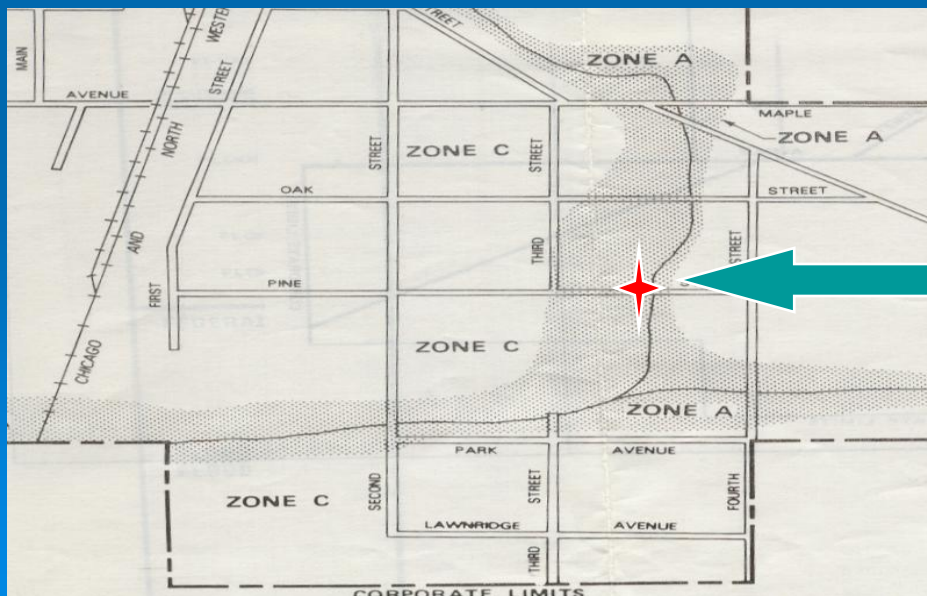 MAIN
AVENUE
WESTE
STREET
NORTH
AND
CHICAGO
FIRST
STREET
ZONE A
MAPLE
ZONE A
STREET
ZONE C
STREET
OAK
STREET
THIRD
STREET
PINE
ZONE C
ZONE A
PARK
AVENUE
ZONE C
SECOND
STREET
FOURTH
LAWNRIDGE
AVENUE
THIRD
CORPORATE LIMITS